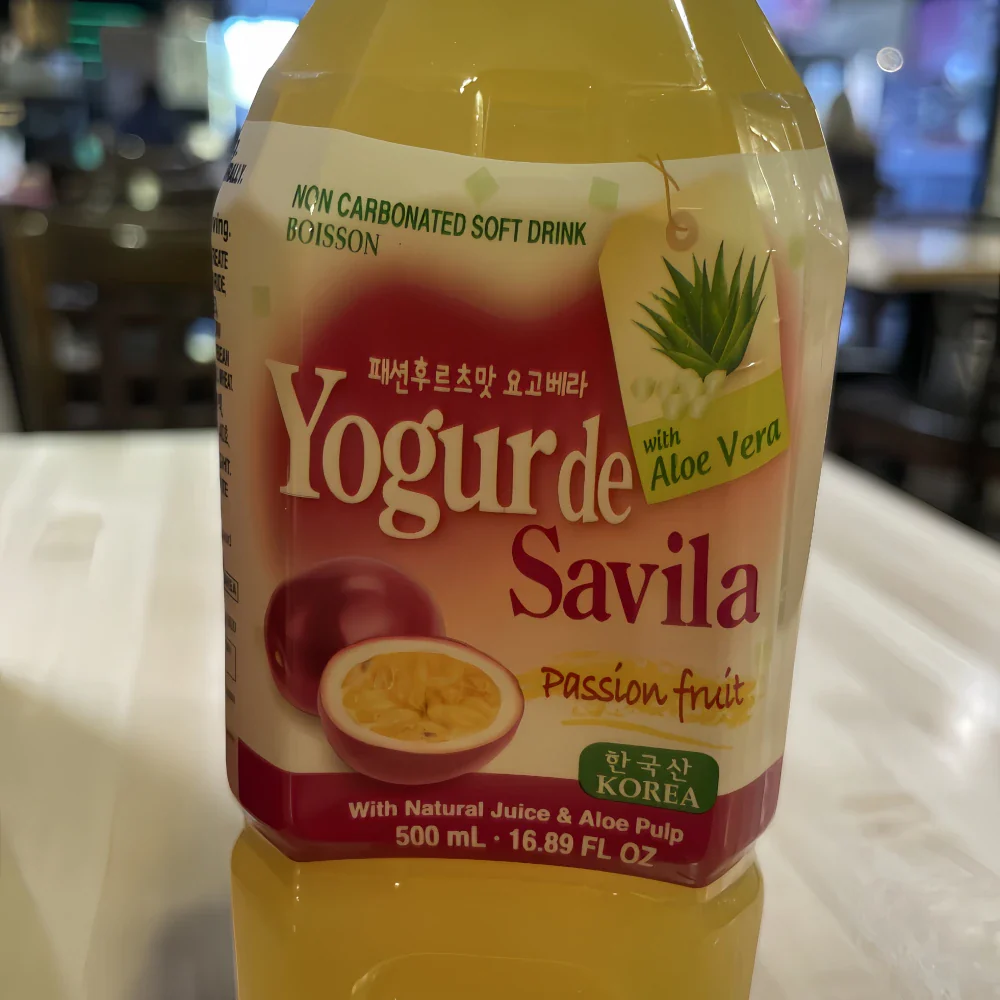 NON CARBONATED SOFT DRINK
BOISSON
패션후르츠맛 요고베라
Yogur de
Savila
with
Aloe Vera
Passion fruit
한국산
KOREA
With Natural Juice & Aloe Pulp
500 mL · 16.89 FL OZ